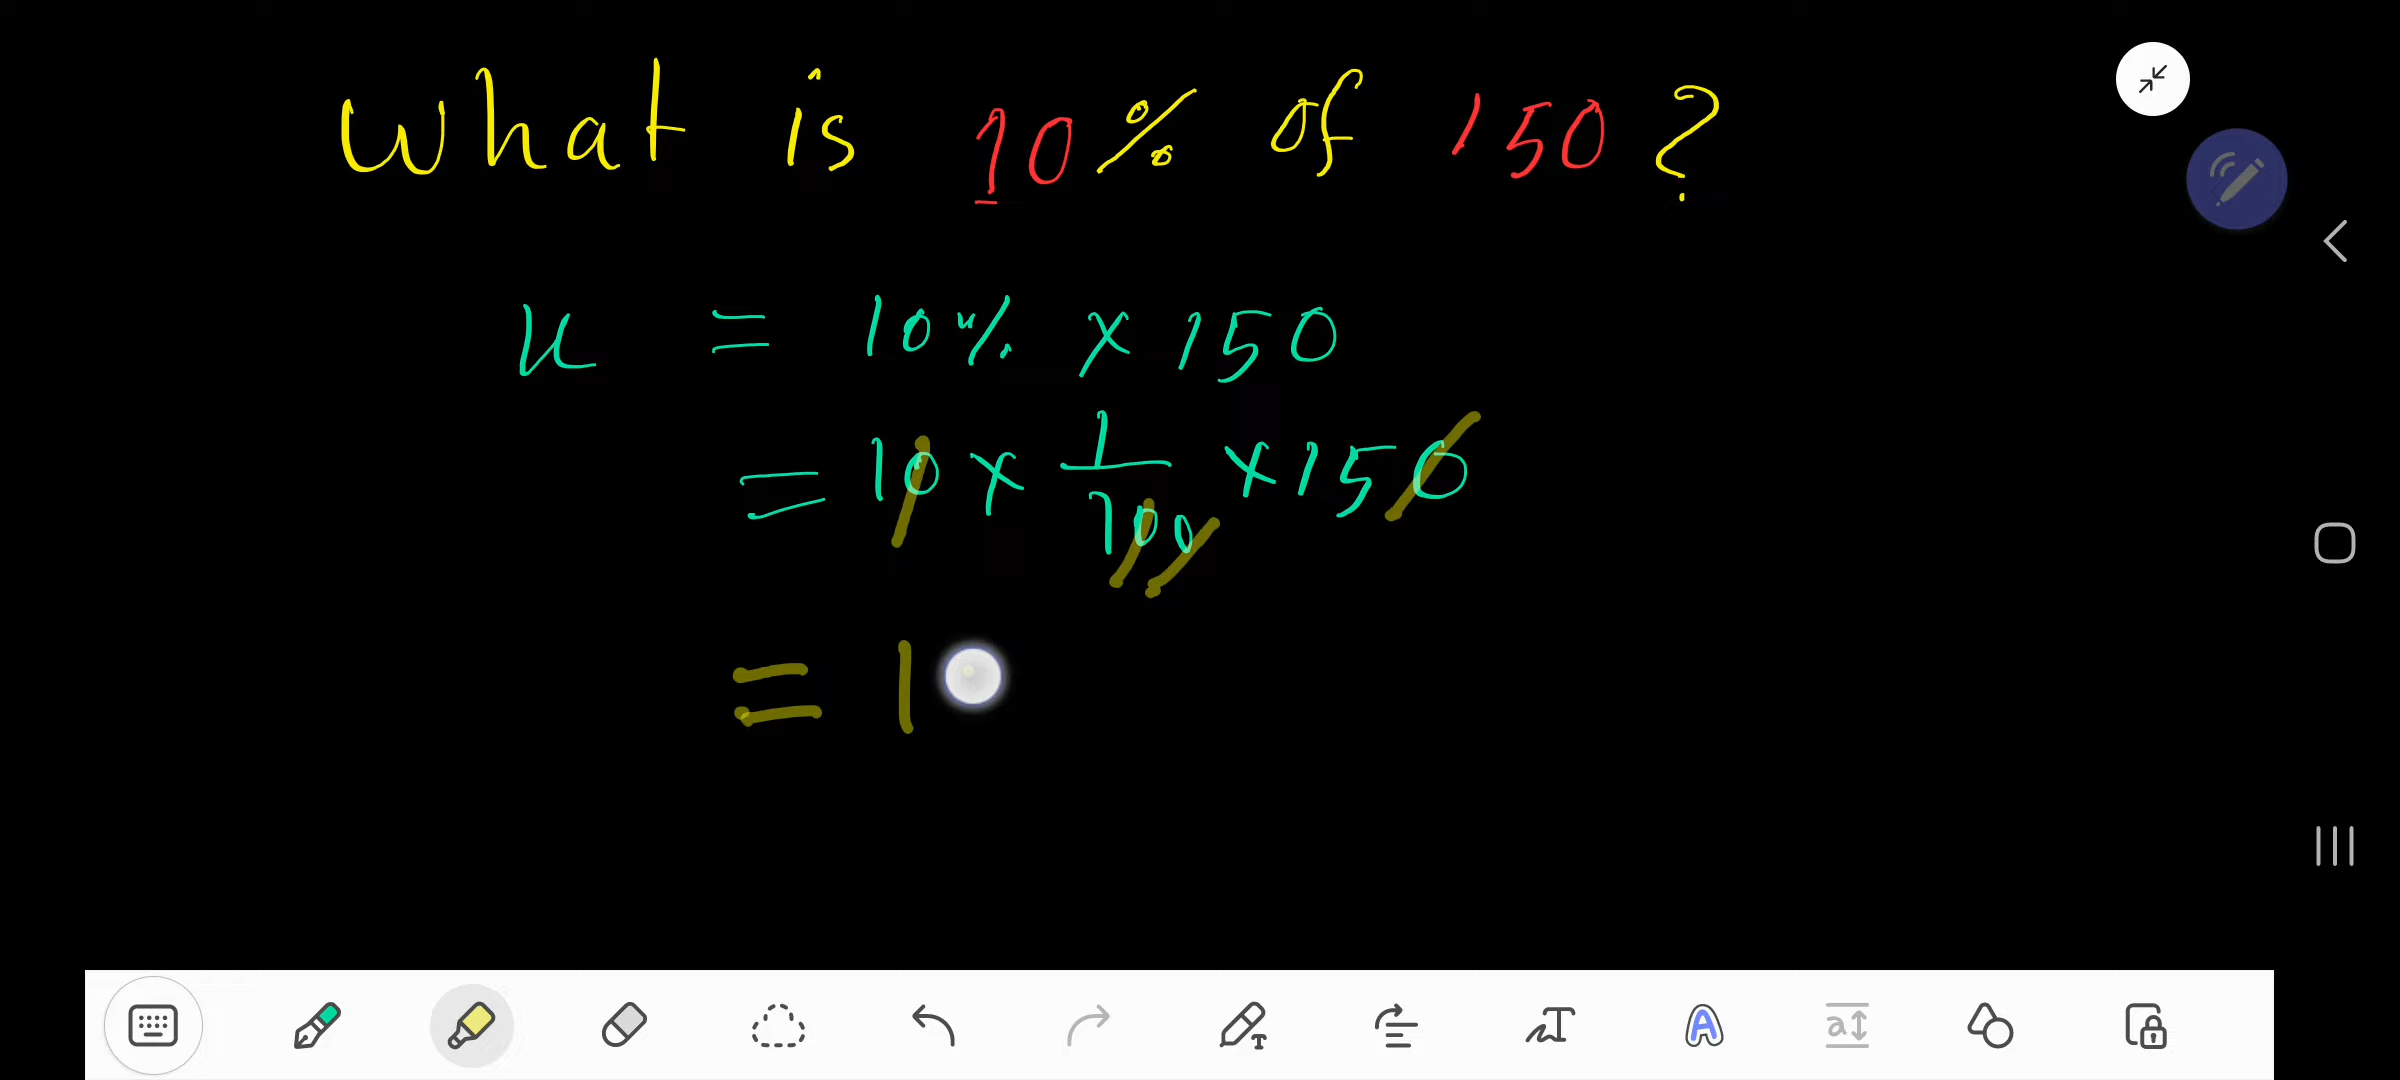 What is 10% of 150?
x = 10% × 150
= 10 × 1/100 × 150
= 1